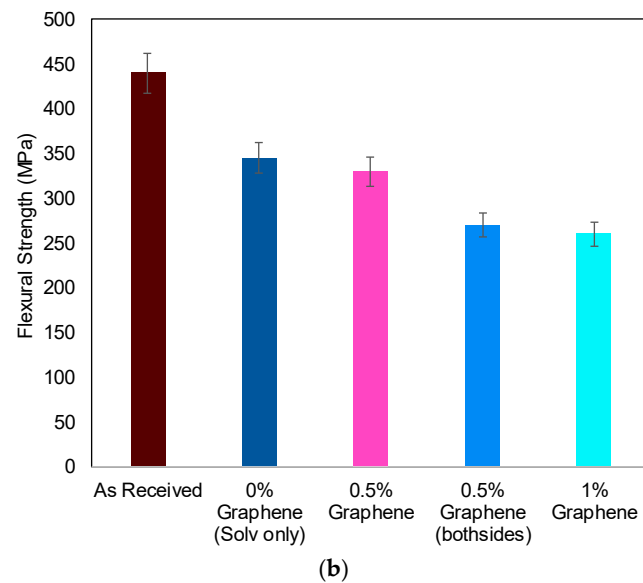 500
450
400
350
300
250
200
150
100
50
0
Flexural Strength (MPa)
As Received
0%
Graphene
(Solv only)
0.5%
Graphene
0.5%
Graphene
(bothsides)
1%
Graphene
(b)